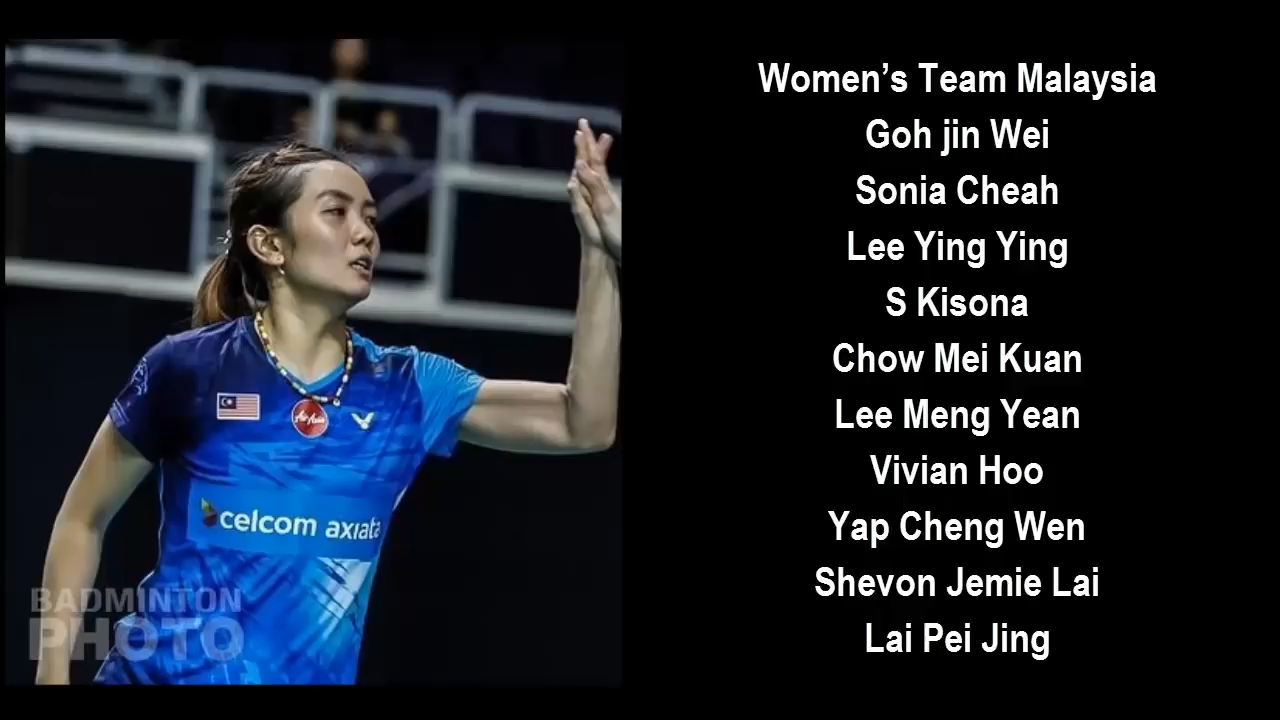 Women's Team Malaysia
Goh jin Wei
Sonia Cheah
Lee Ying Ying
S Kisona
Chow Mei Kuan
Lee Meng Yean
Vivian Hoo
Yap Cheng Wen
Shevon Jemie Lai
Lai Pei Jing
AirAsia
celcom axiata
BADMINTON
PHOTO